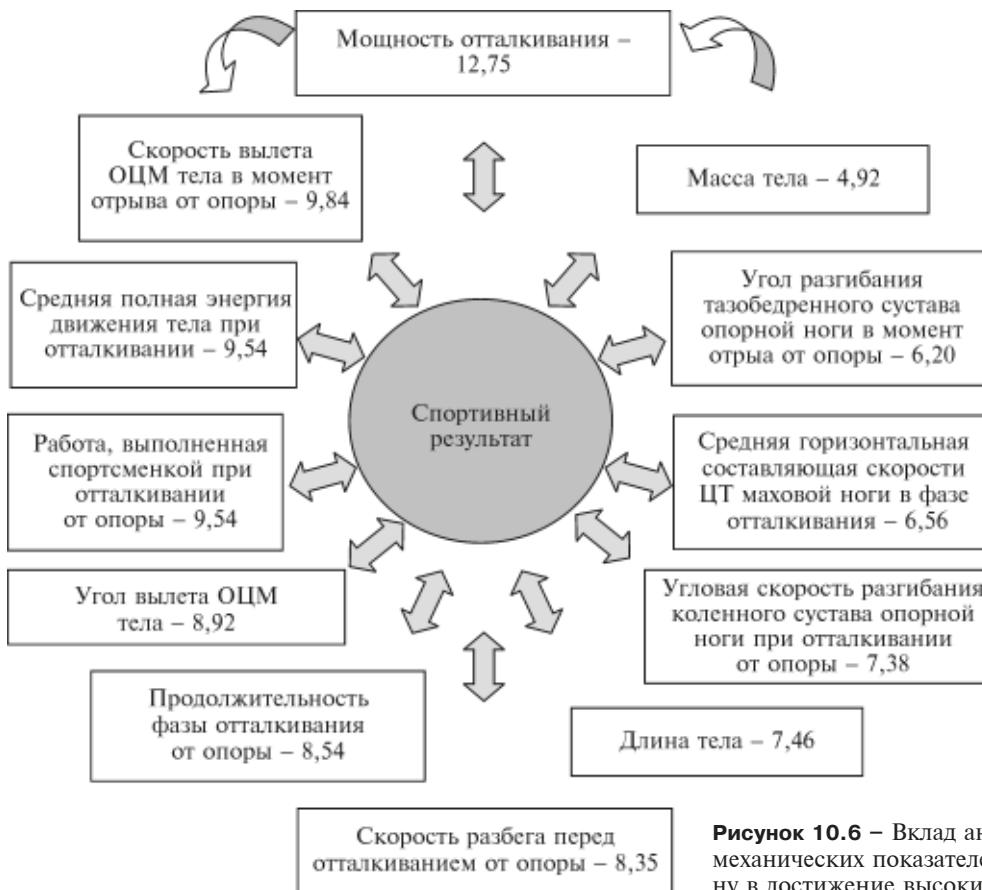 Мощность отталкивания –
12,75
Скорость вылета
ОЦМ тела в момент
отрыва от опоры – 9,84
Масса тела – 4,92
Средняя полная энергия
движения тела при
отталкивании – 9,54
Угол разгибания
тазобедренного сустава
опорной ноги в момент
отрыа от опоры – 6,20
Спортивный
результат
Работа, выполненная
спортсменкой при
отталкивании
от опоры – 9,54
Средняя горизонтальная
составляющая скорости
ЦТ маховой ноги в фазе
отталкивания – 6,56
Угол вылета ОЦМ
тела – 8,92
Угловая скорость разгибания
коленного сустава опорной
ноги при отталкивании
от опоры – 7,38
Продолжительность
фазы отталкивания
от опоры – 8,54
Длина тела – 7,46
Скорость разбега перед
отталкиванием от опоры – 8,35
Рисунок 10.6 – Вклад
механических
ну в достижение